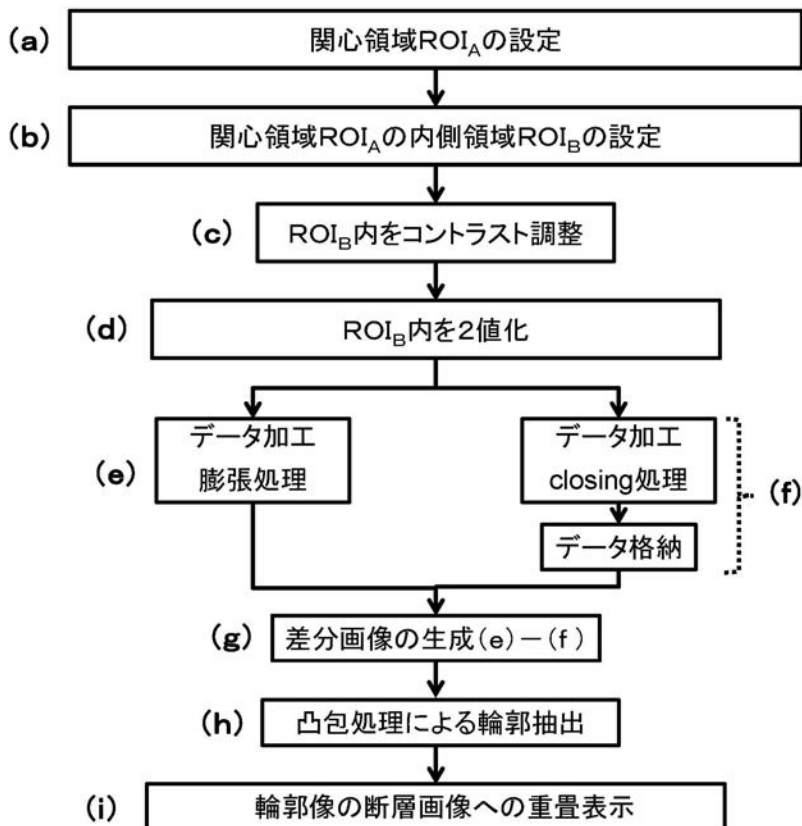 (a) 関心領域ROIAの設定
(b) 関心領域ROIAの内側領域ROIBの設定
(c) ROIB内をコントラスト調整
(d) ROIB内を2値化
(e)
データ加工
膨張処理
データ加工
closing処理
データ格納
(f)
(g) 差分画像の生成(e)－(f)
(h) 凸包処理による輪郭抽出
(i) 輪郭像の断層画像への重畳表示